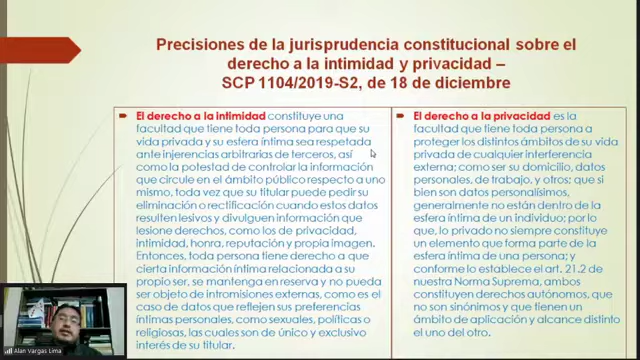 Precisiones de la jurisprudencia constitucional sobre el
derecho a la intimidad y privacidad –
SCP 1104/2019-S2, de 18 de diciembre
El derecho a la intimidad constituye una
facultad que tiene toda persona para que su
vida privada y su esfera íntima sea respetada
ante injerencias arbitrarias de terceros, así
como la potestad de controlar la información
que circule en el ámbito público respecto a uno
mismo, toda vez que su titular puede pedir su
eliminación o rectificación cuando estos datos
resulten lesivos y divulguen información que
lesione derechos, como los de privacidad,
intimidad, honra, reputación y propia imagen.
Entonces, toda persona tiene derecho a que
cierta información íntima relacionada a su
propio ser, se mantenga en reserva y no pueda
ser objeto de intromisiones externas, como es el
caso de datos que reflejen sus preferencias
íntimas personales, como sexuales, políticas o
religiosas, las cuales son de único y exclusivo
interés de su titular.
El derecho a la privacidad es la
facultad que tiene toda persona a
proteger los distintos ámbitos de su vida
privada de cualquier interferencia
externa; como ser su domicilio, datos
personales, de trabajo, y otros; que si
bien son datos personalísimos,
generalmente no están dentro de la
esfera íntima de un individuo; por lo
que, lo privado no siempre constituye
un elemento que forma parte de la
esfera íntima de una persona; y
conforme lo establece el art. 21.2 de
nuestra Norma Suprema, ambos
constituyen derechos autónomos, que
no son sinónimos y que tienen un
ámbito de aplicación y alcance distinto
el uno del otro.
Alan Vargas Lima